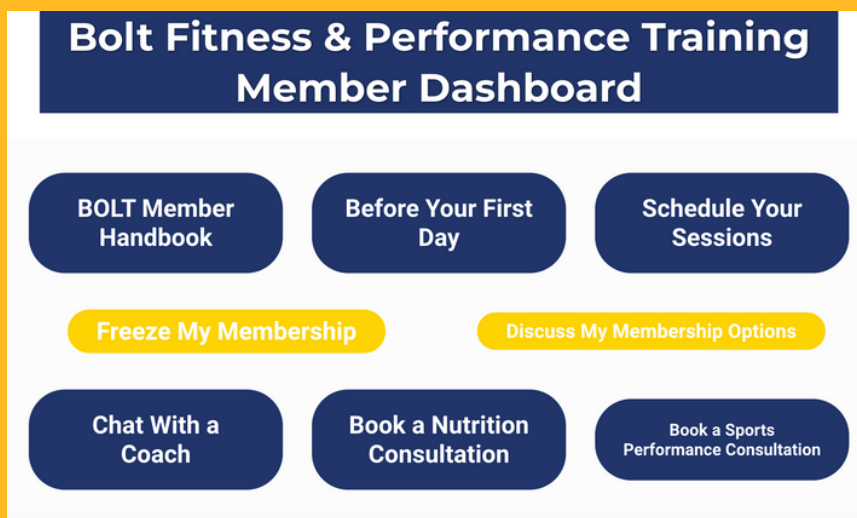 Bolt Fitness & Performance Training
Member Dashboard
BOLT Member
Handbook
Before Your First
Day
Schedule Your
Sessions
Freeze My Membership
Discuss My Membership Options
Chat With a
Coach
Book a Nutrition
Consultation
Book a Sports
Performance Consultation